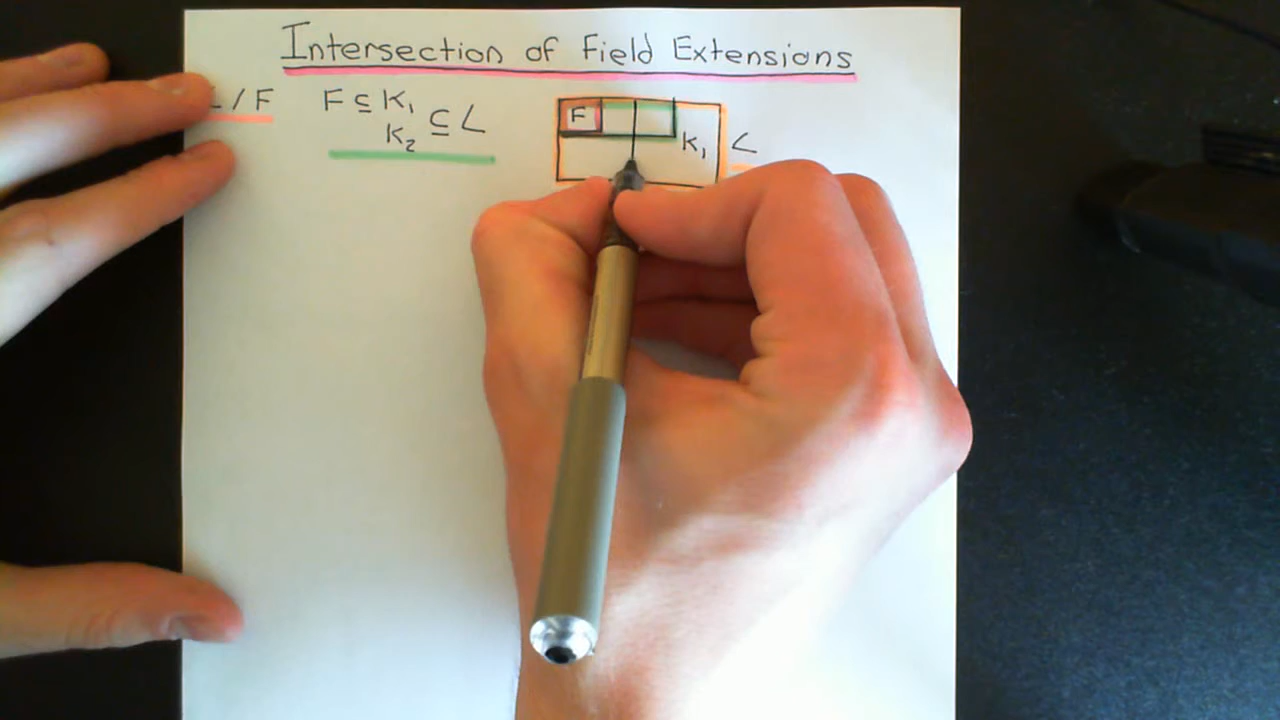 Intersection of Field Extensions
L/F F ⊆ K₁ K₂ ⊆ L
F K₁ L